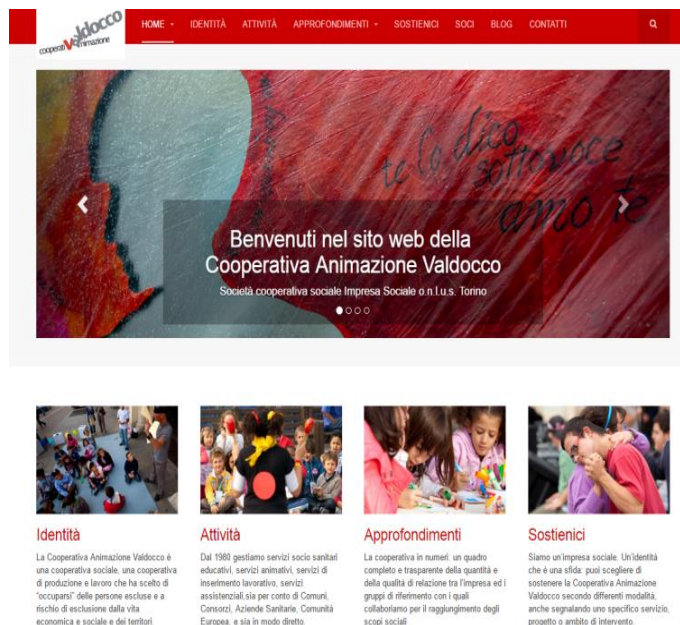 cooperativa Valdocco
animazione
HOME IDENTITÀ ATTIVITÀ APPROFONDIMENTI SOSTIENICI SOCI BLOG CONTATTI
te lo dico
sottovoce
amo te
Benvenuti nel sito web della
Cooperativa Animazione Valdocco
Società cooperativa sociale Impresa Sociale o.n.l.u.s. Torino
Identità
La Cooperativa Animazione Valdocco è
una cooperativa sociale, una cooperativa
di produzione e lavoro che ha scelto di
"occuparsi" delle persone escluse e a
rischio di esclusione dalla vita
economica e sociale e dei territori.
Attività
Dal 1980 gestiamo servizi socio sanitari
educativi, servizi animativi, servizi di
inserimento lavorativo, servizi
assistenziali,sia per conto di Comuni,
Consorzi, Aziende Sanitarie, Comunità
Europea, e sia in modo diretto.
Approfondimenti
La cooperativa in numeri: un quadro
completo e trasparente della quantità e
della qualità di relazione tra l'impresa ed i
gruppi di riferimento con i quali
collaboriamo per il raggiungimento degli
scopi sociali
Sostienici
Siamo un'impresa sociale. Un'identità
che è una sfida: puoi scegliere di
sostenere la Cooperativa Animazione
Valdocco secondo differenti modalità,
anche segnalando uno specifico servizio,
progetto o ambito di intervento.